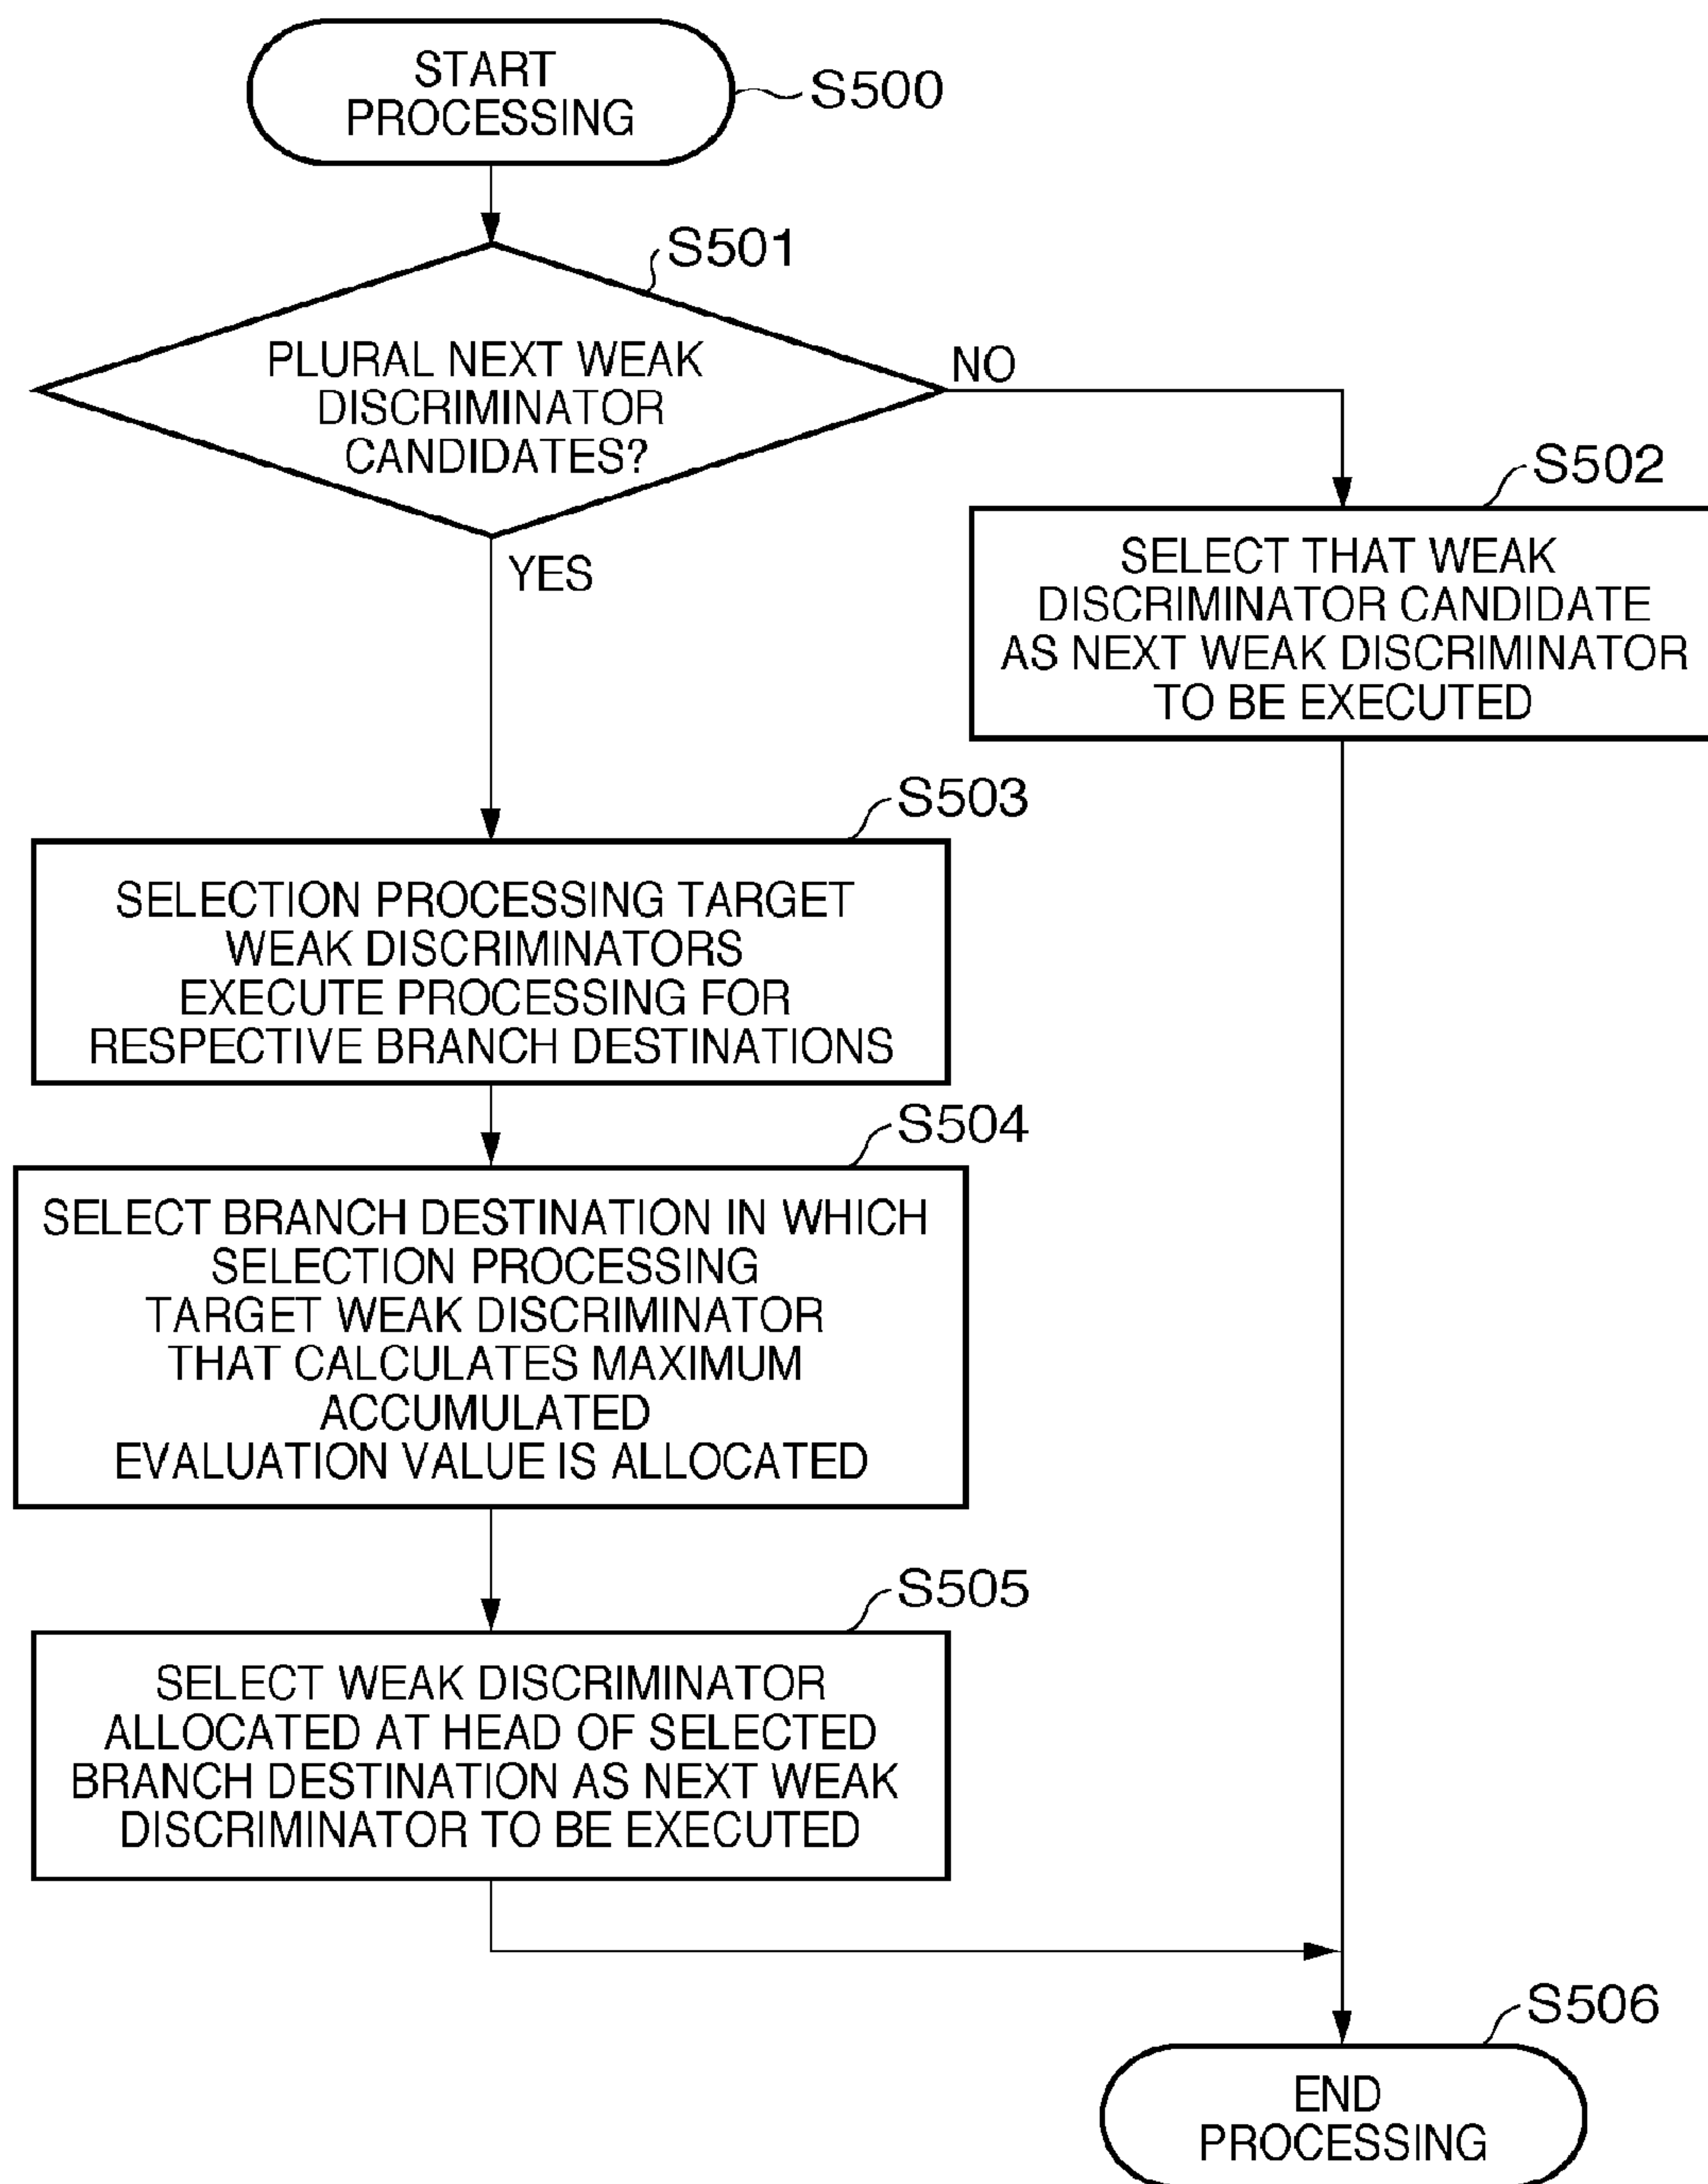 START
PROCESSING
S500
S501
PLURAL NEXT WEAK
DISCRIMINATOR
CANDIDATES?
NO
YES
S502
SELECT THAT WEAK
DISCRIMINATOR CANDIDATE
AS NEXT WEAK DISCRIMINATOR
TO BE EXECUTED
S503
SELECTION PROCESSING TARGET
WEAK DISCRIMINATORS
EXECUTE PROCESSING FOR
RESPECTIVE BRANCH DESTINATIONS
S504
SELECT BRANCH DESTINATION IN WHICH
SELECTION PROCESSING
TARGET WEAK DISCRIMINATOR
THAT CALCULATES MAXIMUM
ACCUMULATED
EVALUATION VALUE IS ALLOCATED
S505
SELECT WEAK DISCRIMINATOR
ALLOCATED AT HEAD OF SELECTED
BRANCH DESTINATION AS NEXT WEAK
DISCRIMINATOR TO BE EXECUTED
S506
END
PROCESSING